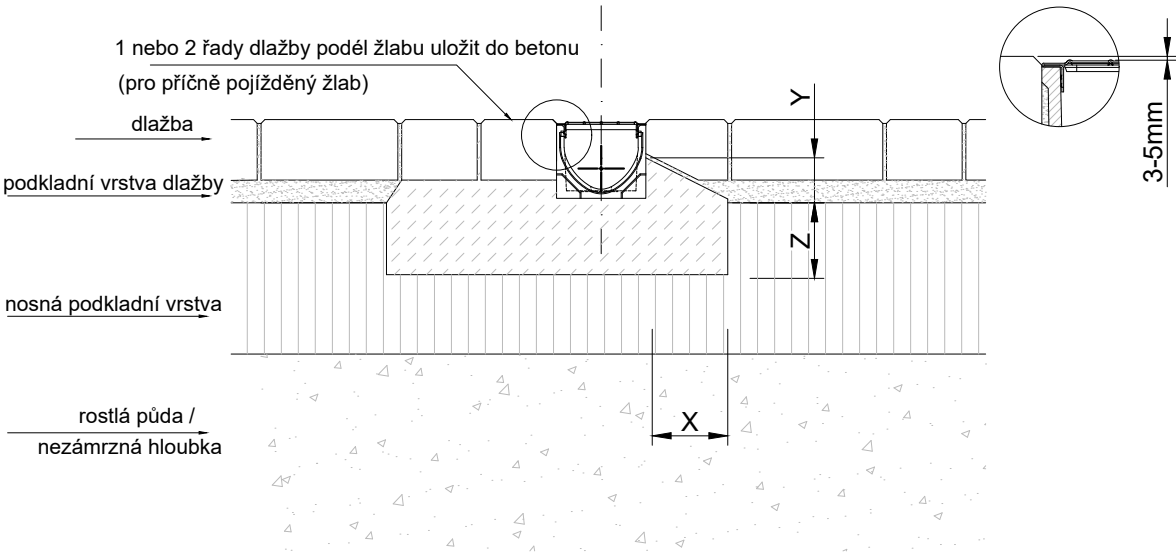 1 nebo 2 řady dlažby podél žlabu uložit do betonu
(pro příčně pojížděný žlab)
dlažba
podkladní vrstva dlažby
nosná podkladní vrstva
rostlá půda /
nezámrzná hloubka
Y
Z
X
3-5mm